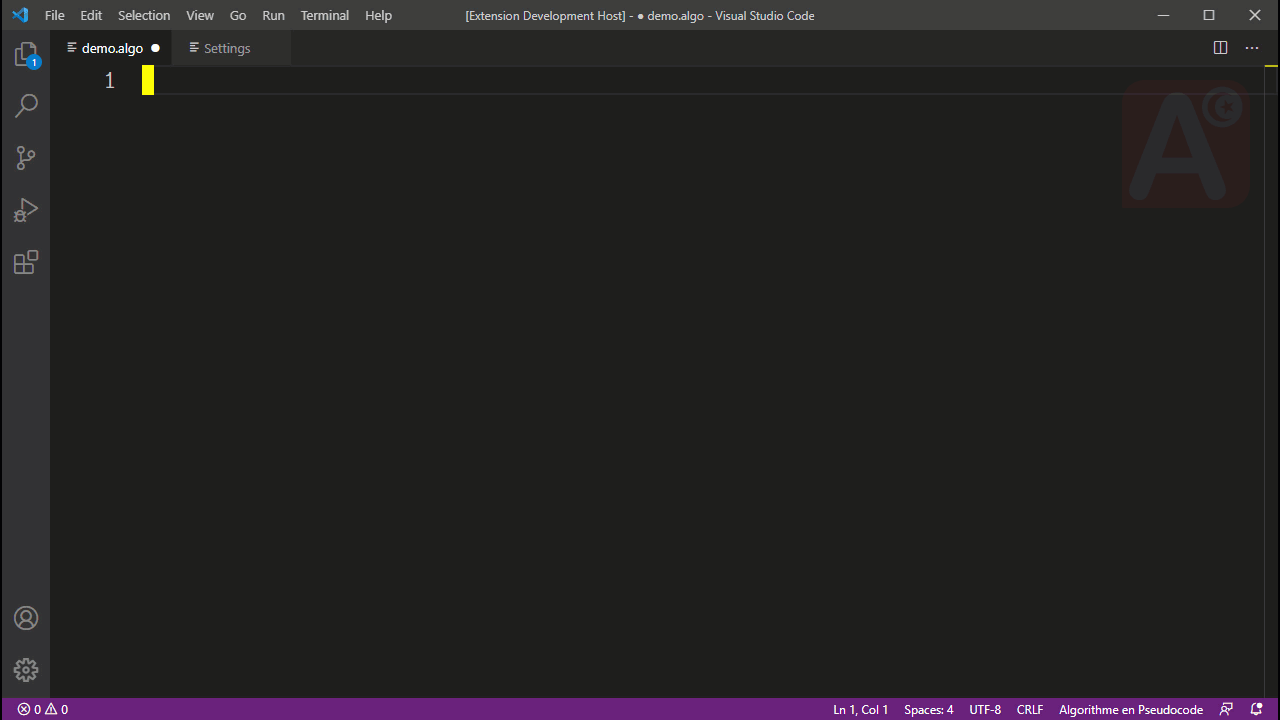 File Edit Selection View Go Run Terminal Help [Extension Development Host] - ● demo.algo - Visual Studio Code
demo.algo ● Settings
1
1
A
0 0 Ln 1, Col 1 Spaces: 4 UTF-8 CRLF Algorithme en Pseudocode